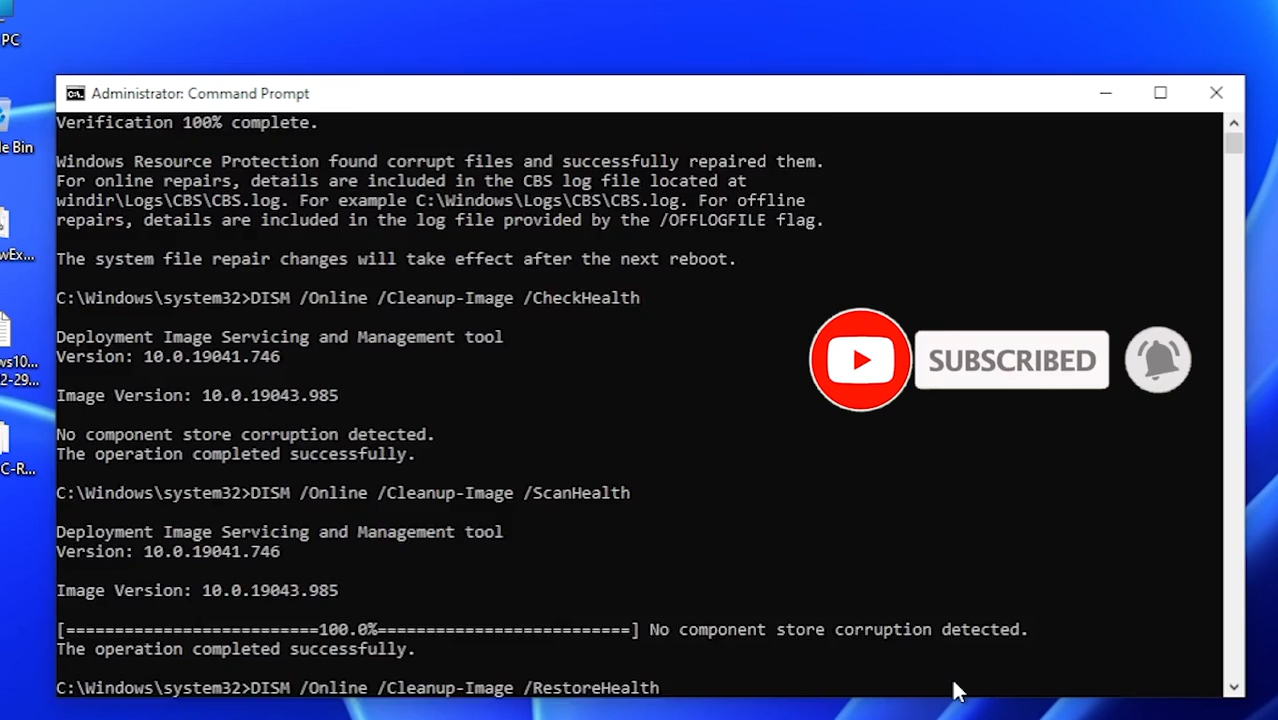 PC
Administrator: Command Prompt
Verification 100% complete.
le Bin
Windows Resource Protection found corrupt files and successfully repaired them.
For online repairs, details are included in the CBS log file located at
windir\Logs\CBS\CBS.log. For example C:\Windows\Logs\CBS\CBS.log. For offline
repairs, details are included in the log file provided by the /OFFLOGFILE flag.
wEx...
The system file repair changes will take effect after the next reboot.
C:\Windows\system32>DISM /Online /Cleanup-Image /CheckHealth
Deployment Image Servicing and Management tool
Version: 10.0.19041.746
SUBSCRIBED
ws10...
2-29...
Image Version: 10.0.19043.985
No component store corruption detected.
The operation completed successfully.
C-R...
C:\Windows\system32>DISM /Online /Cleanup-Image /ScanHealth
Deployment Image Servicing and Management tool
Version: 10.0.19041.746
Image Version: 10.0.19043.985
[==========================100.0%==========================] No component store corruption detected.
The operation completed successfully.
C:\Windows\system32>DISM /Online /Cleanup-Image /RestoreHealth